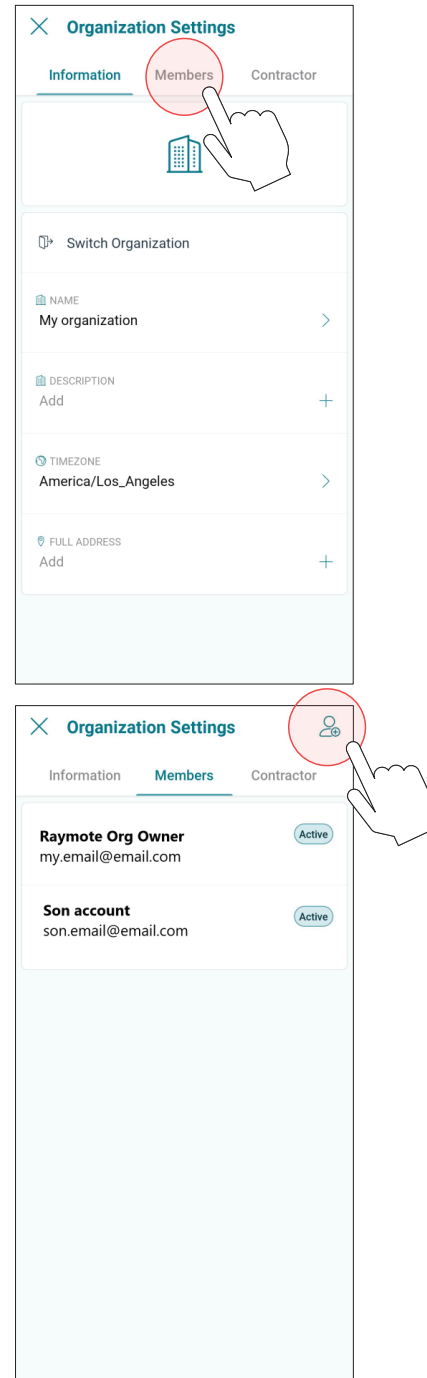 Organization Settings
Information Members Contractor
Switch Organization
NAME
My organization
DESCRIPTION
Add
TIMEZONE
America/Los_Angeles
FULL ADDRESS
Add
Organization Settings
Information Members Contractor
Raymote Org Owner Active
my.email@email.com
Son account Active
son.email@email.com